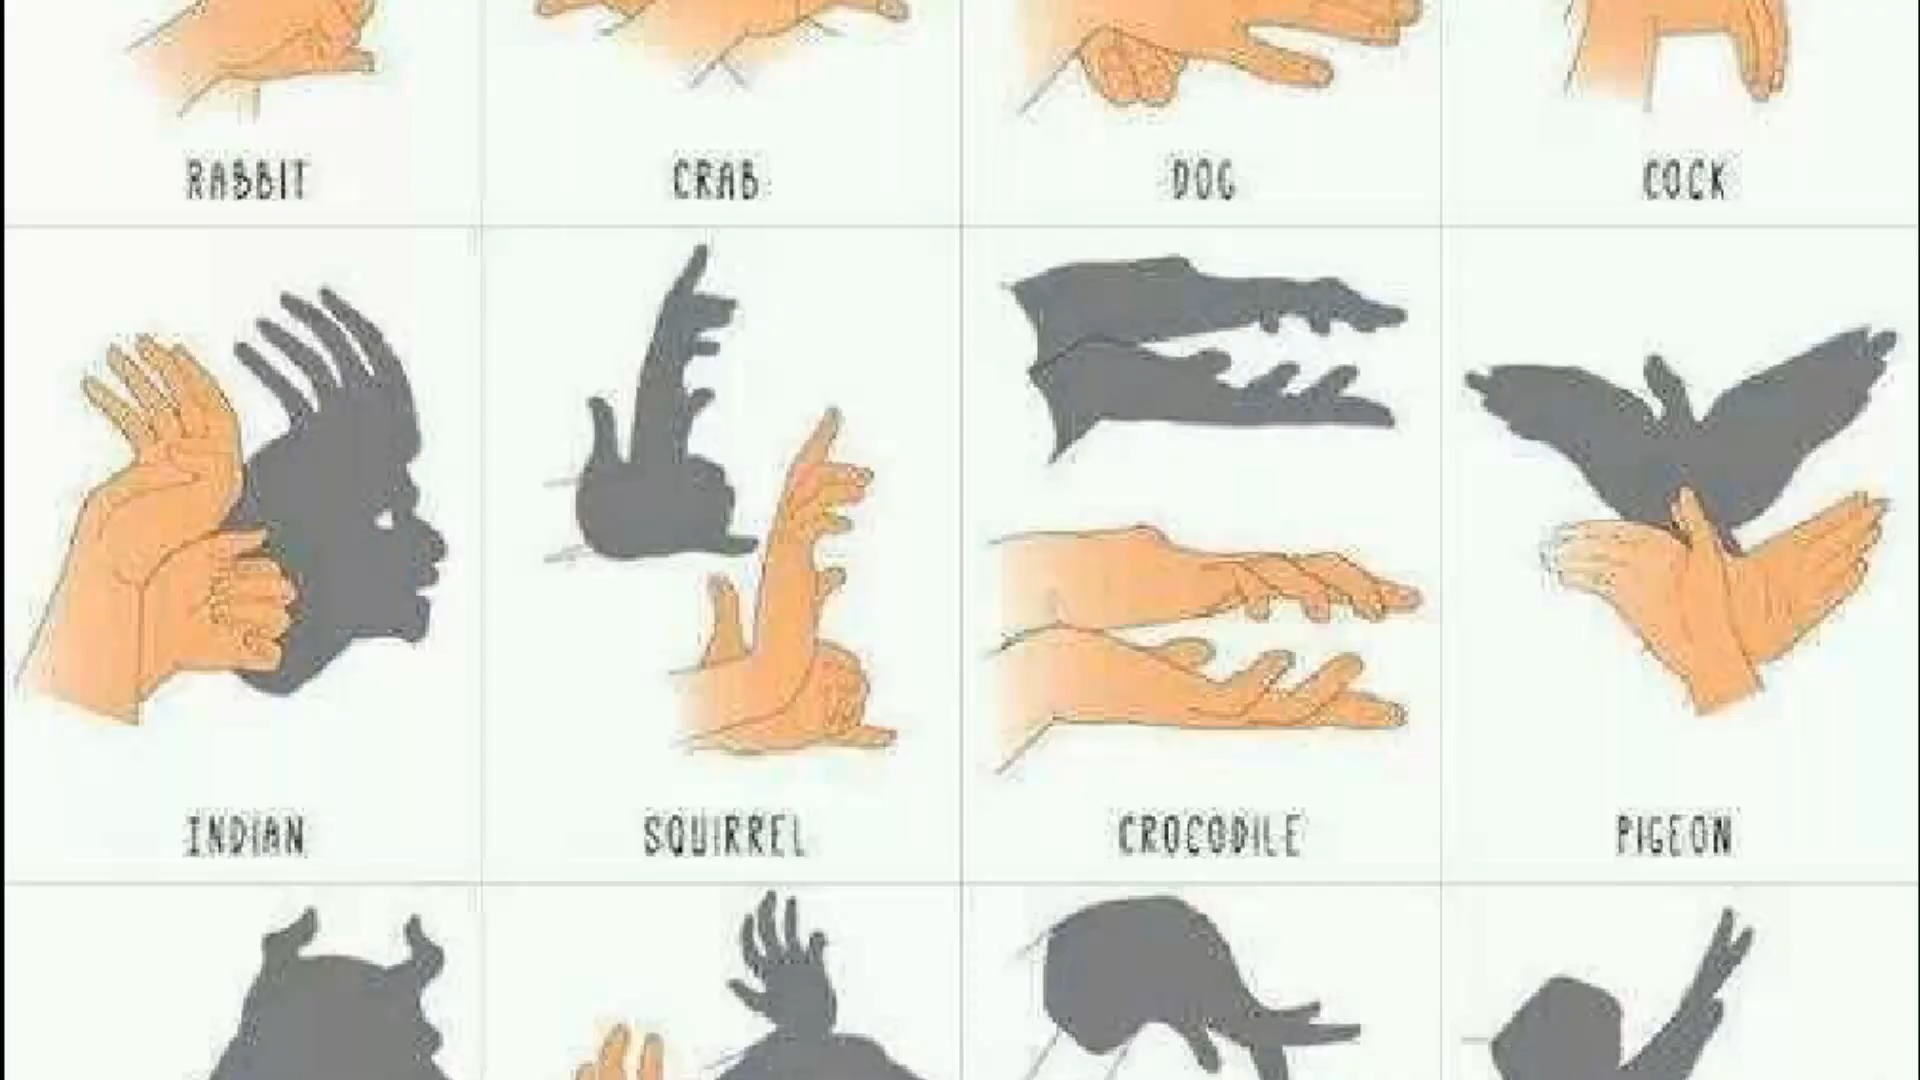 RABBIT
CRAB
DOG
COCK
INDIAN
SQUIRREL
CROCODILE
PIGEON